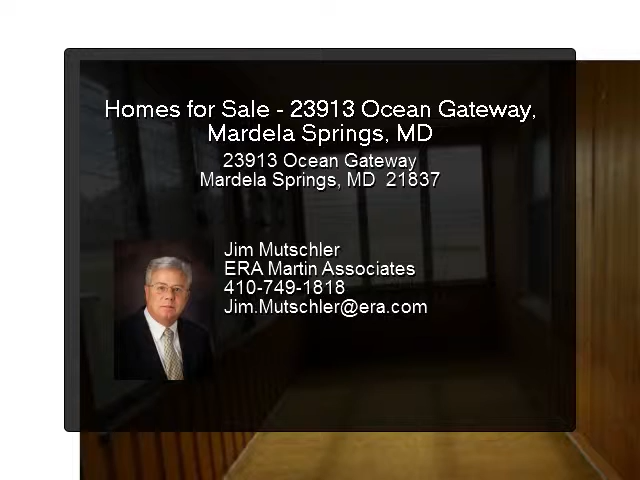 Homes for Sale - 23913 Ocean Gateway,
Mardela Springs, MD
23913 Ocean Gateway
Mardela Springs, MD  21837
Jim Mutschler
ERA Martin Associates
410-749-1818
Jim.Mutschler@era.com